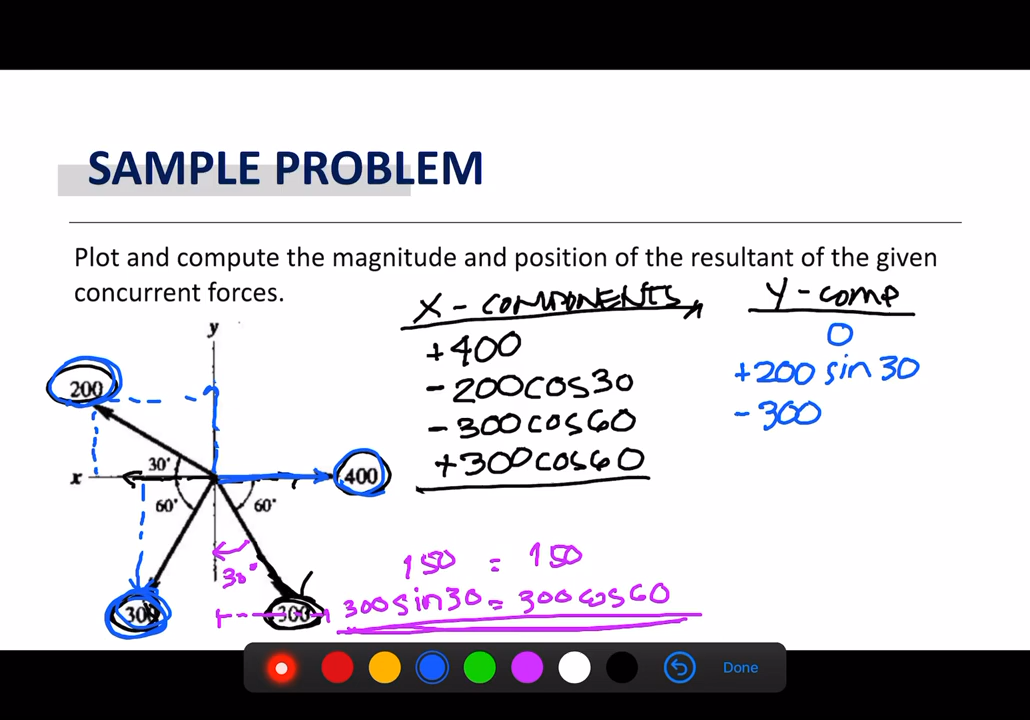 SAMPLE PROBLEM
Plot and compute the magnitude and position of the resultant of the given
concurrent forces.
X - COMPONENTS
+400
-200cos30
-300cos60
+300cos60
Y-comp
0
+200 sin 30
-300
y
200
30°
x
400
60°
60°
30°
300
300
150 = 150
300sin30 = 300cos60
Done